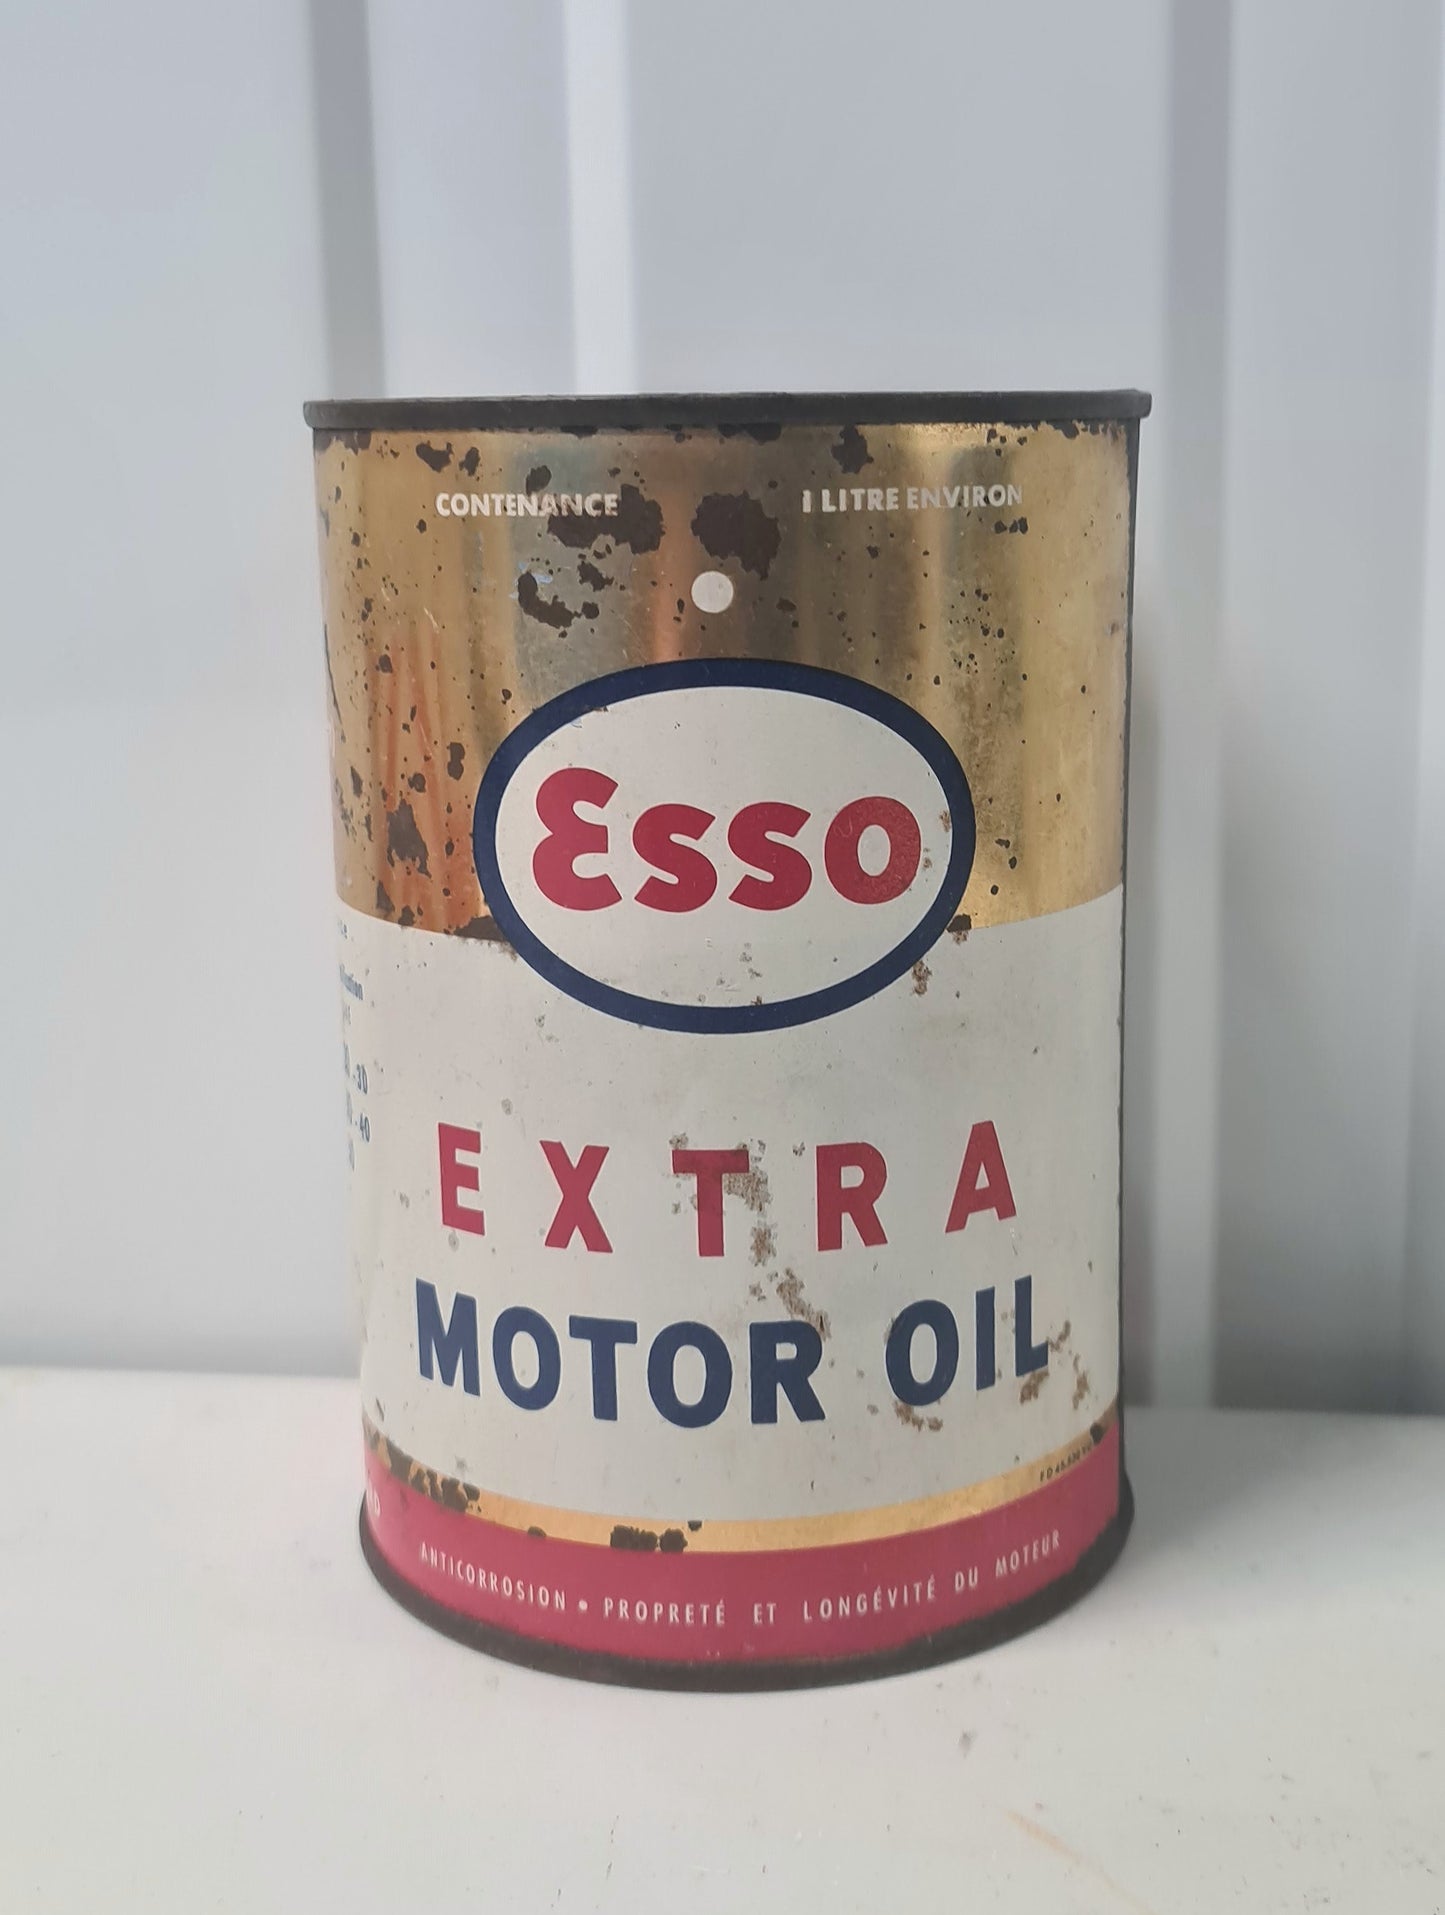 CONTENANCE 1 LITRE ENVIRON
Esso
EXTRA
MOTOR OIL
ANTICORROSION • PROPRETÉ ET LONGÉVITÉ DU MOTEUR